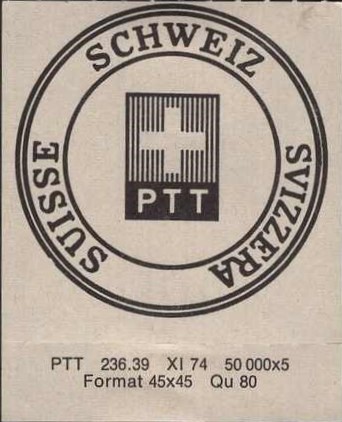 SCHWEIZ
SUISSE
SVIZZERA
PTT
PTT 236.39 XI 74 50 000x5
Format 45x45 Qu 80